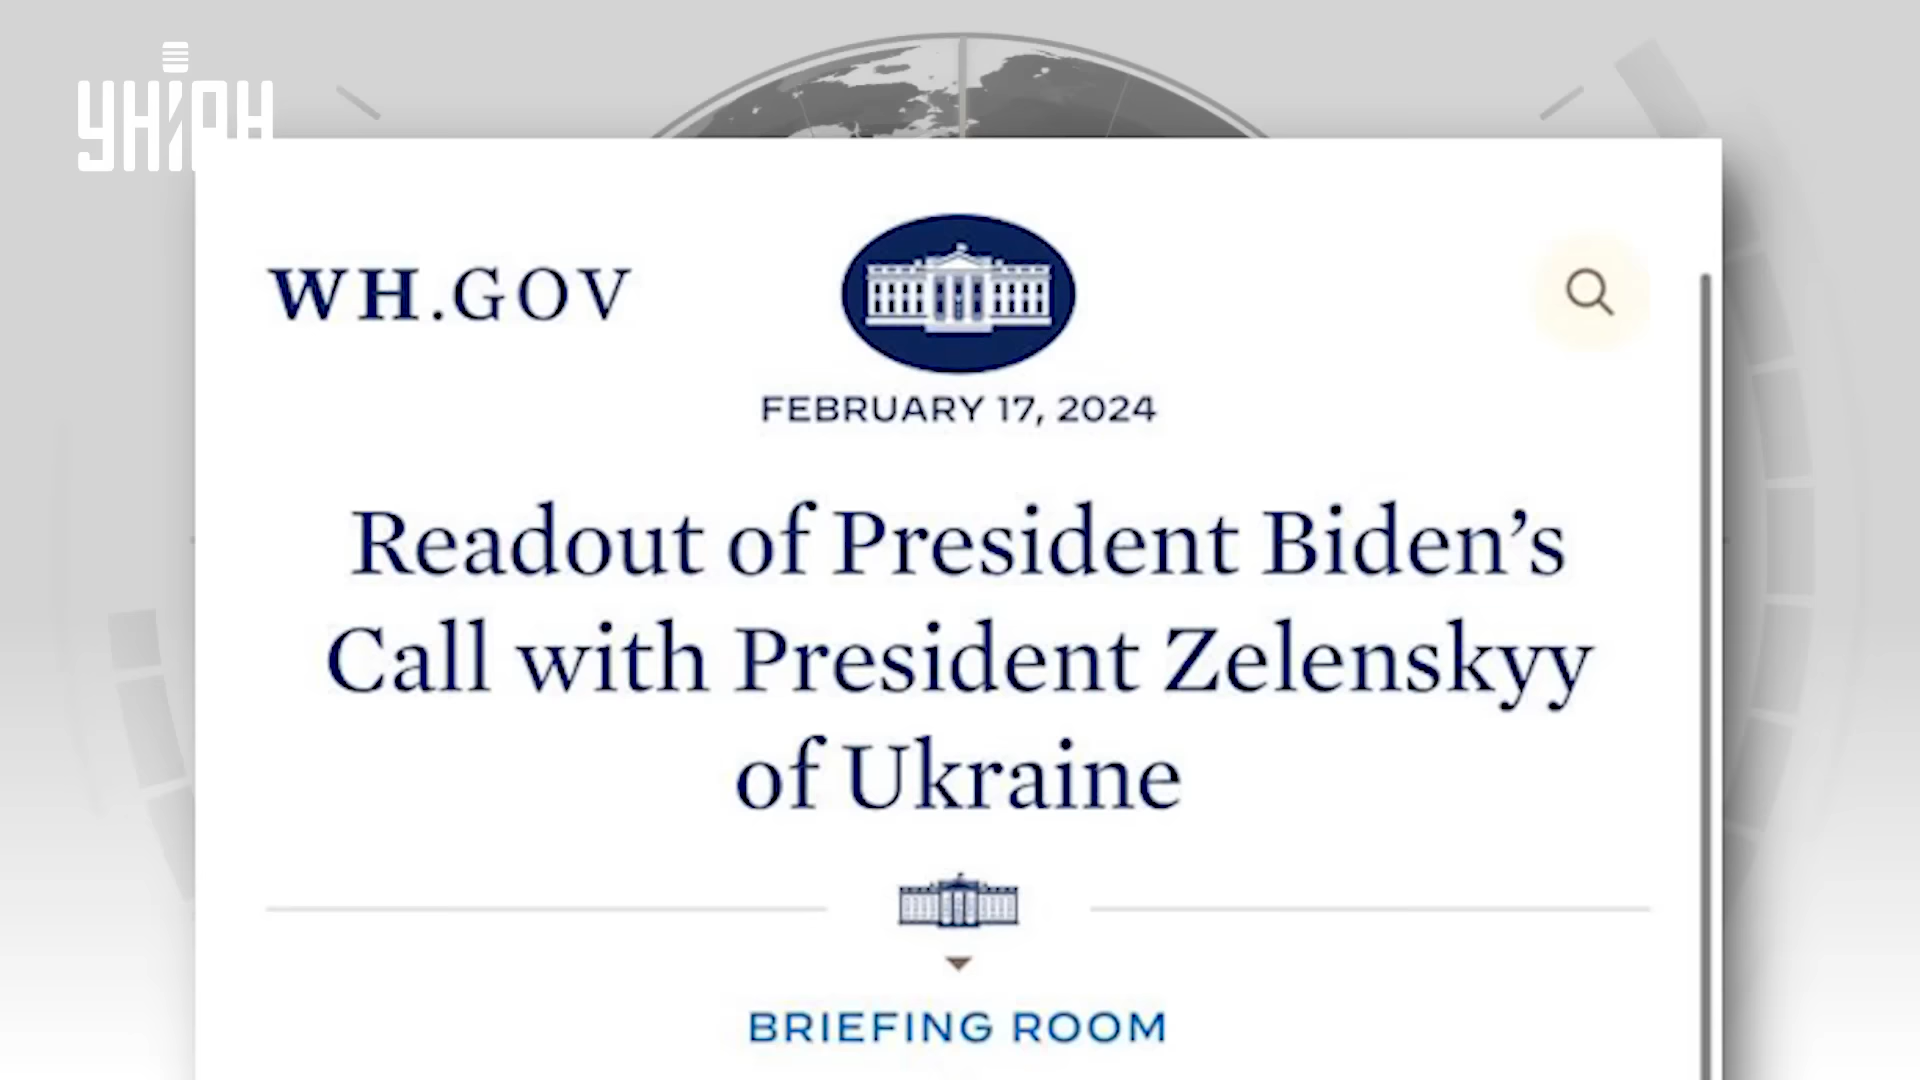 УНІАН
WH.GOV
FEBRUARY 17, 2024
Readout of President Biden’s
Call with President Zelenskyy
of Ukraine
BRIEFING ROOM